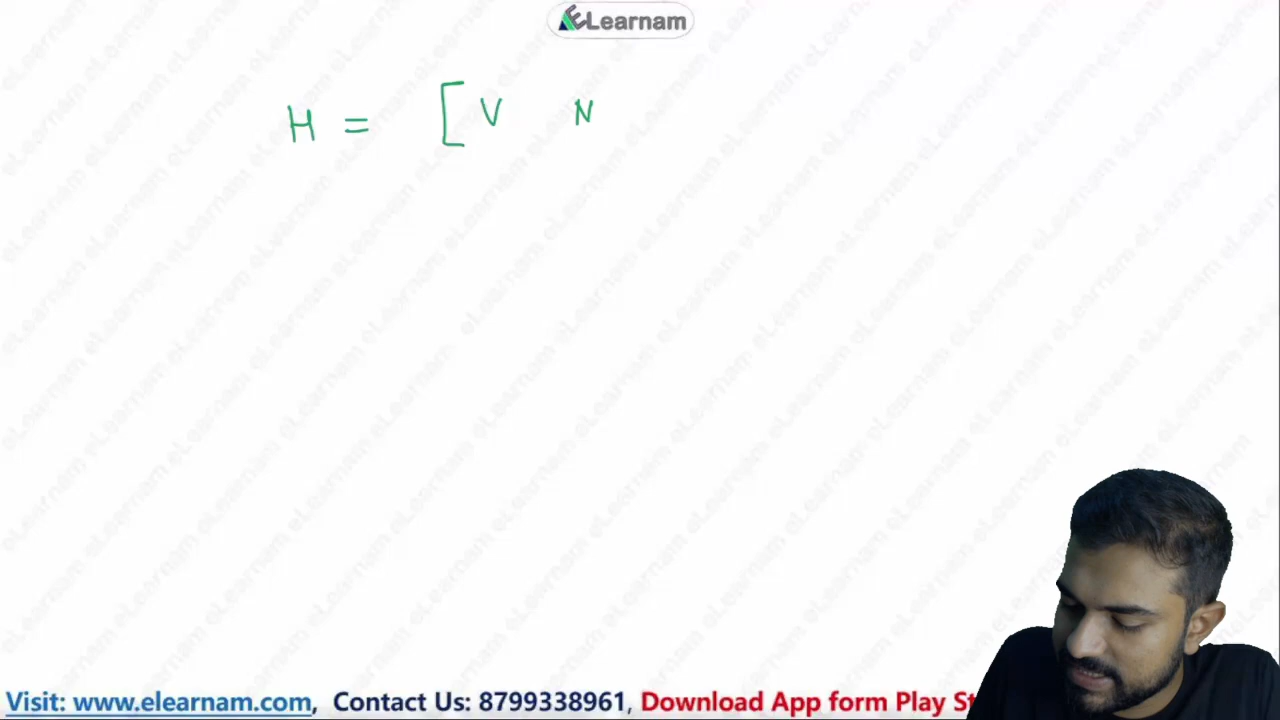 ELearnam
H = [ V N
Visit: www.elearnam.com, Contact Us: 8799338961, Download App form Play St